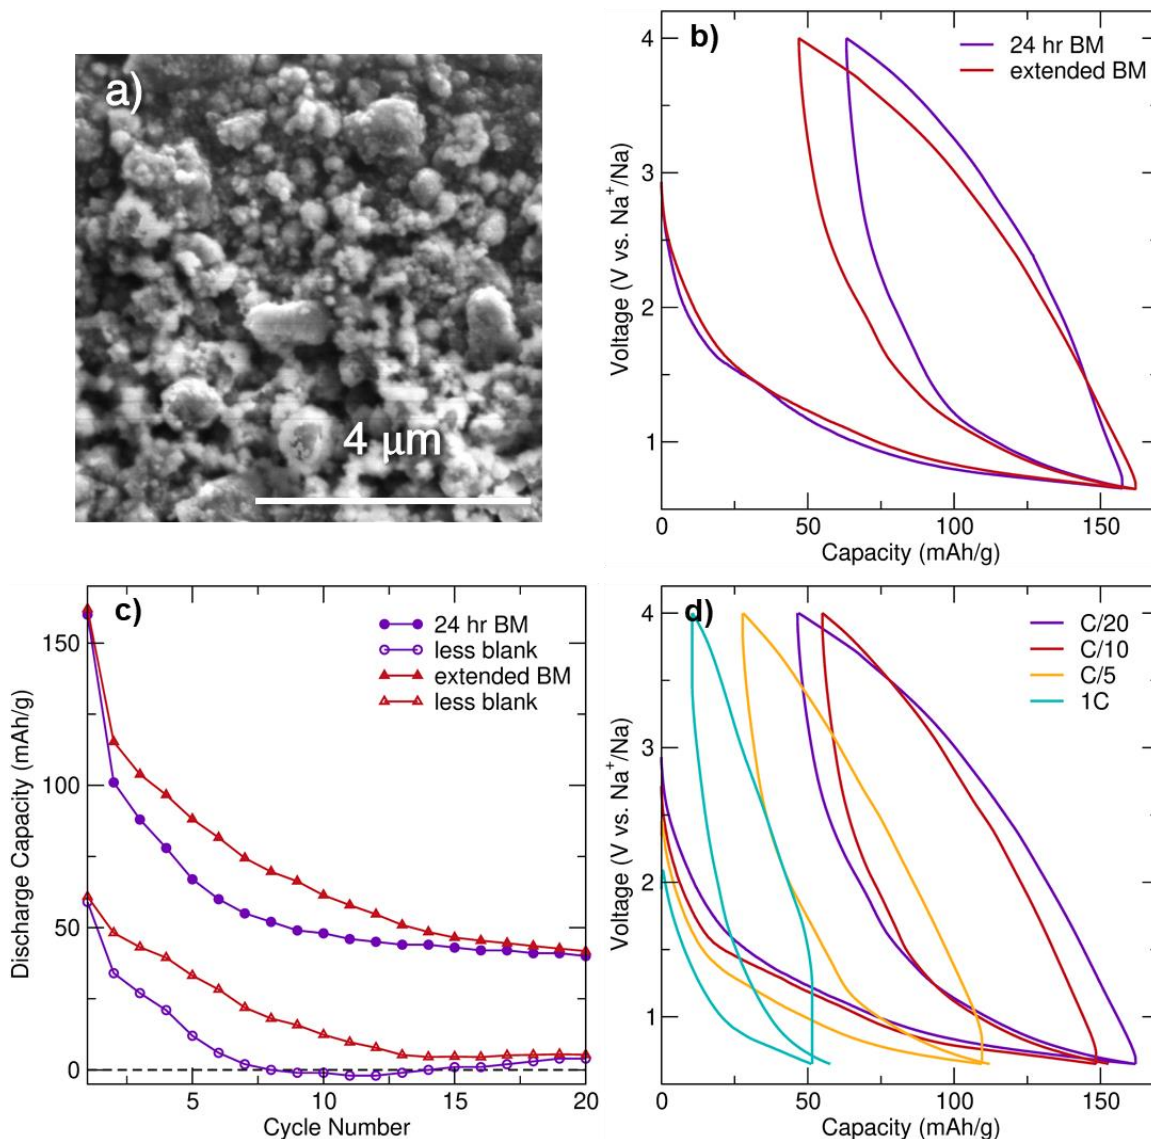 a)
4 μm
b)
24 hr BM
extended BM
4
3
2
1
Voltage (V vs. Na⁺/Na)
0
50
100
150
Capacity (mAh/g)
c)
24 hr BM
less blank
extended BM
less blank
150
100
50
0
Discharge Capacity (mAh/g)
5
10
15
20
Cycle Number
d)
C/20
C/10
C/5
1C
4
3
2
1
Voltage (V vs. Na⁺/Na)
0
50
100
150
Capacity (mAh/g)